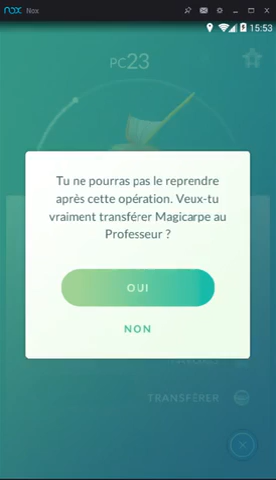 nox Nox
15:53
PC23
Tu ne pourras pas le reprendre
après cette opération. Veux-tu
vraiment transférer Magicarpe au
Professeur ?
OUI
NON
TRANSFÉRER